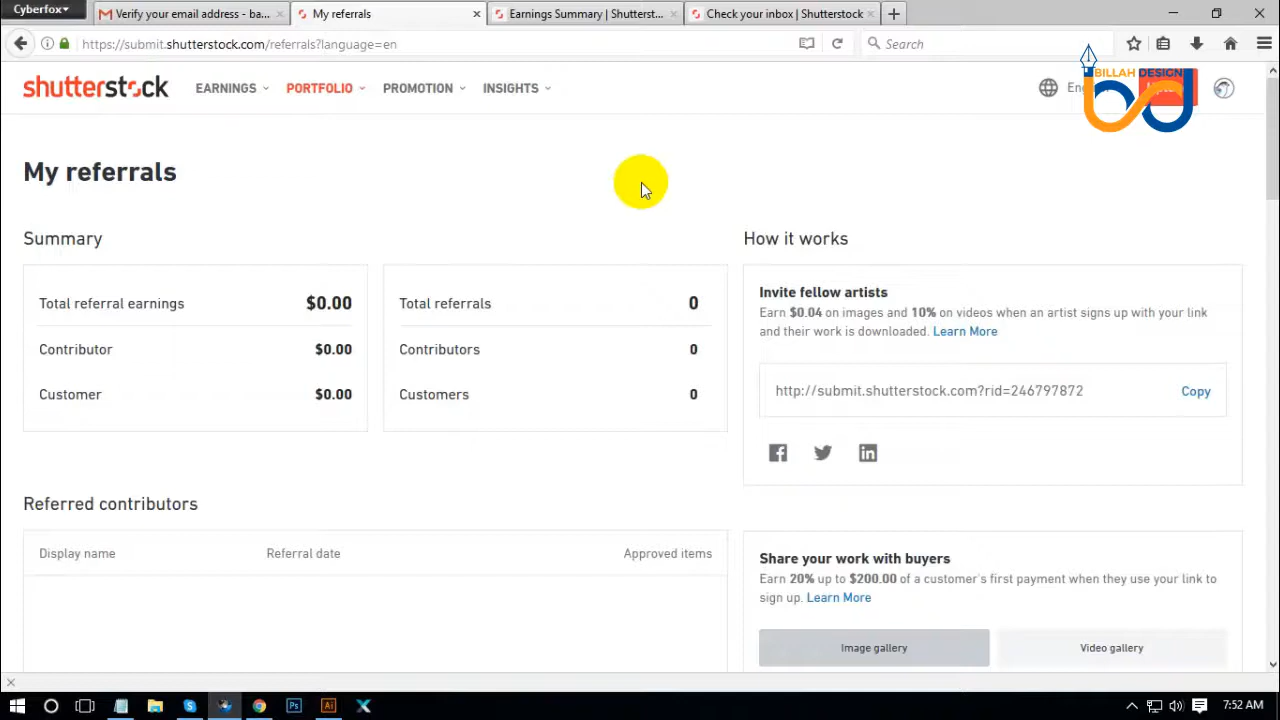 Cyberfox
Verify your email address - ba...
My referrals
Earnings Summary | Shutterst...
Check your inbox | Shutterstock
https://submit.shutterstock.com/referrals?language=en
Search
shutterstock
EARNINGS
PORTFOLIO
PROMOTION
INSIGHTS
BILLAH DESIGN
bd
My referrals
Summary
Total referral earnings $0.00
Contributor $0.00
Customer $0.00
Total referrals 0
Contributors 0
Customers 0
How it works
Invite fellow artists
Earn $0.04 on images and 10% on videos when an artist signs up with your link
and their work is downloaded. Learn More
http://submit.shutterstock.com?rid=246797872 Copy
Referred contributors
Display name Referral date Approved items
Share your work with buyers
Earn 20% up to $200.00 of a customer's first payment when they use your link to
sign up. Learn More
Image gallery Video gallery
7:52 AM